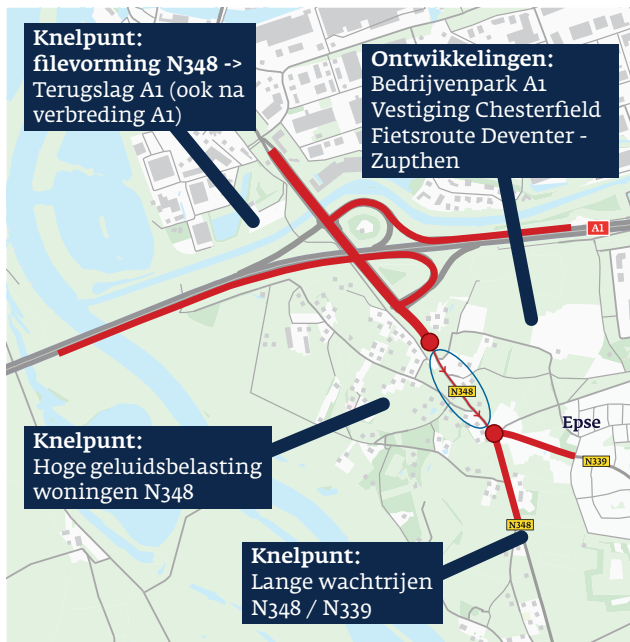 Knelpunt:
filevorming N348 ->
Terugslag A1 (ook na
verbreding A1)
Ontwikkelingen:
Bedrijvenpark A1
Vestiging Chesterfield
Fietsroute Deventer -
Zupthen
A1
N348
Epse
N339
Knelpunt:
Hoge geluidsbelasting
woningen N348
N348
Knelpunt:
Lange wachtrijen
N348 / N339